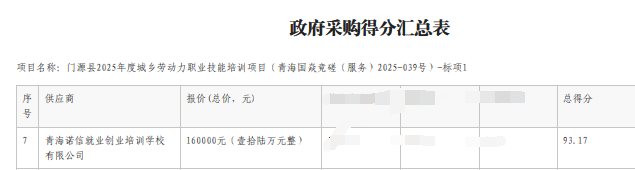 政府采购得分汇总表
项目名称：门源县2025年度城乡劳动力职业技能培训项目（青海国焱竞磋（服务）2025-039号）-标项1
序号 供应商 报价(总价，元) 总得分
7 青海诺信就业创业培训学校有限公司 160000元（壹拾陆万元整） 93.17